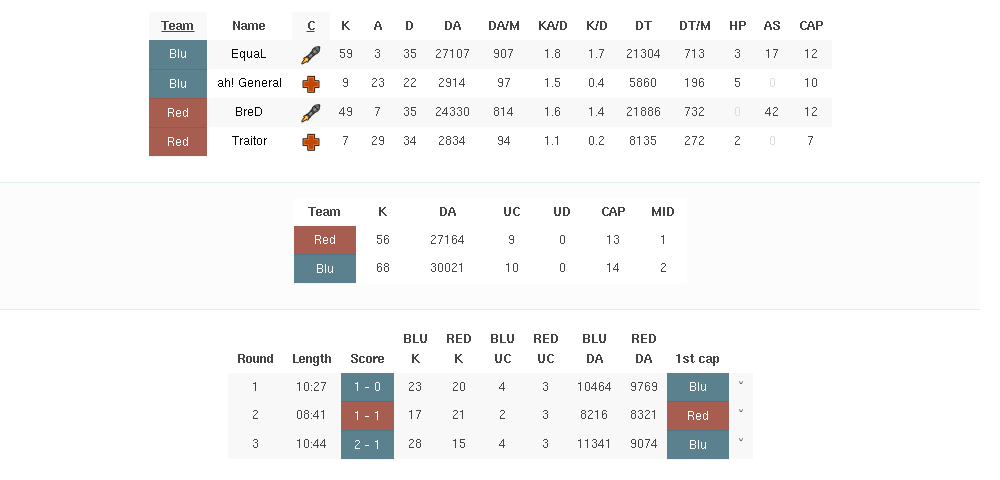 Team Name C K A D DA DA/M KA/D K/D DT DT/M HP AS CAP
Blu EquaL 59 3 35 27107 907 1.8 1.7 21304 713 3 17 12
Blu ah! General 9 23 22 2914 97 1.5 0.4 5860 196 5 0 10
Red BreD 49 7 35 24330 814 1.6 1.4 21886 732 0 42 12
Red Traitor 7 29 34 2834 94 1.1 0.2 8135 272 2 0 7
Team K DA UC UD CAP MID
Red 56 27164 9 0 13 1
Blu 68 30021 10 0 14 2
BLU RED BLU RED BLU RED
Round Length Score K K UC UC DA DA 1st cap
1 10:27 1 - 0 23 20 4 3 10464 9769 Blu
2 08:41 1 - 1 17 21 2 3 8216 8321 Red
3 10:44 2 - 1 28 15 4 3 11341 9074 Blu